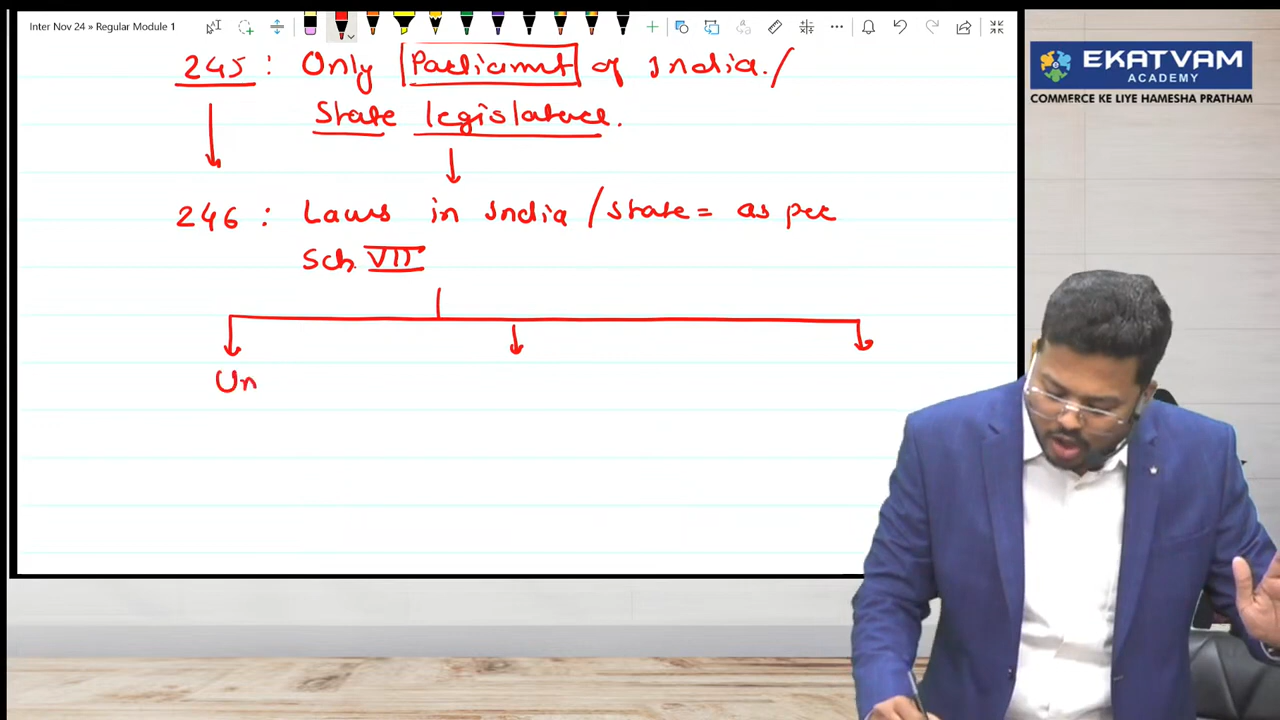 Inter Nov 24 » Regular Module 1
EKATVAM
ACADEMY
COMMERCE KE LIYE HAMESHA PRATHAM
245 : Only Parliament of India. /
State legislature.
246 : Laws in India / State = as per
Sch. VII
Un